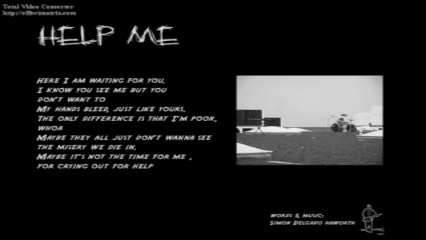 Total Video Converter
http://effectmatrix.com
HELP ME
HERE I AM WAITING FOR YOU,
I KNOW YOU SEE ME BUT YOU
DON'T WANT TO
MY HANDS BLEED, JUST LIKE YOURS,
THE ONLY DIFFERENCE IS THAT I'M POOR,
WHOA
MAYBE THEY ALL JUST DON'T WANNA SEE
THE MISERY WE DIE IN,
MAYBE IT'S NOT THE TIME FOR ME ,
FOR CRYING OUT FOR HELP
WORDS & MUSIC:
SIMON DELGADO HAWORTH